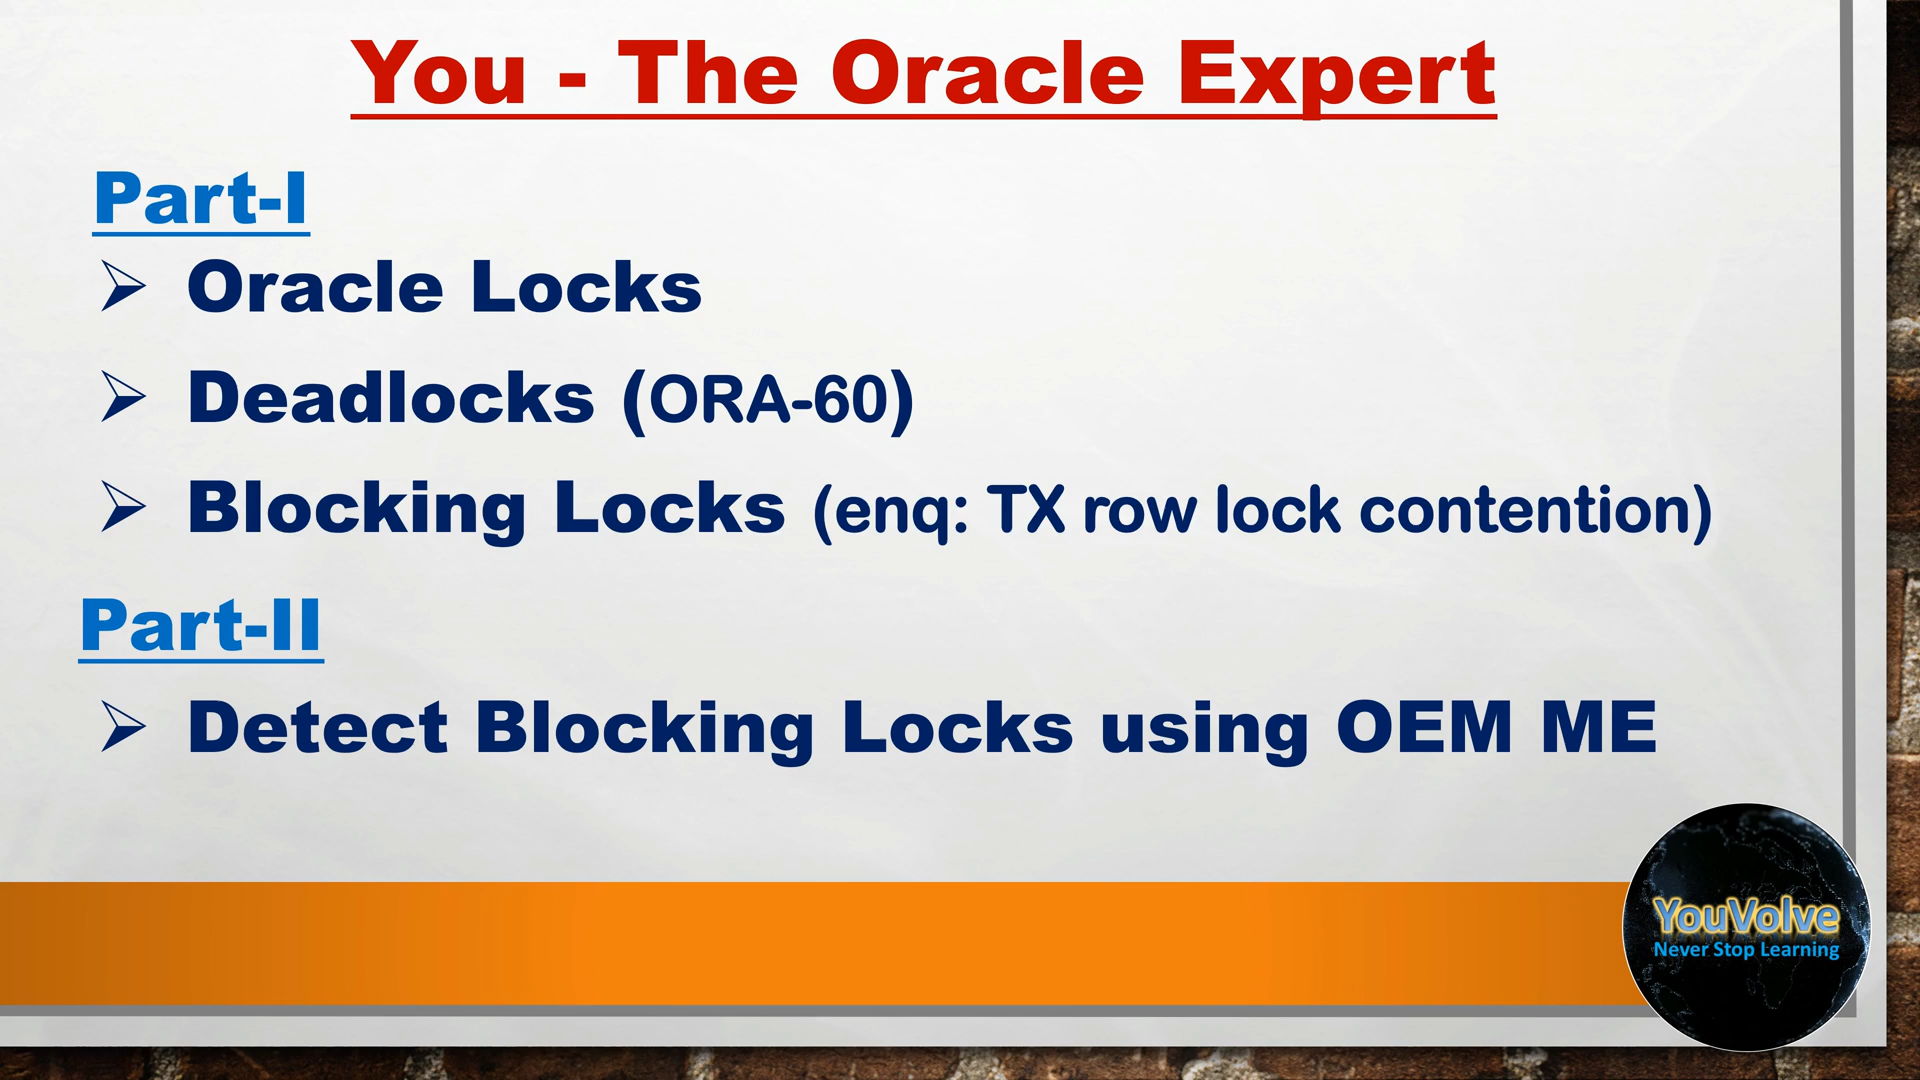 You - The Oracle Expert
Part-I
➢ Oracle Locks
➢ Deadlocks (ORA-60)
➢ Blocking Locks (enq: TX row lock contention)
Part-II
➢ Detect Blocking Locks using OEM ME
YouVolve
Never Stop Learning